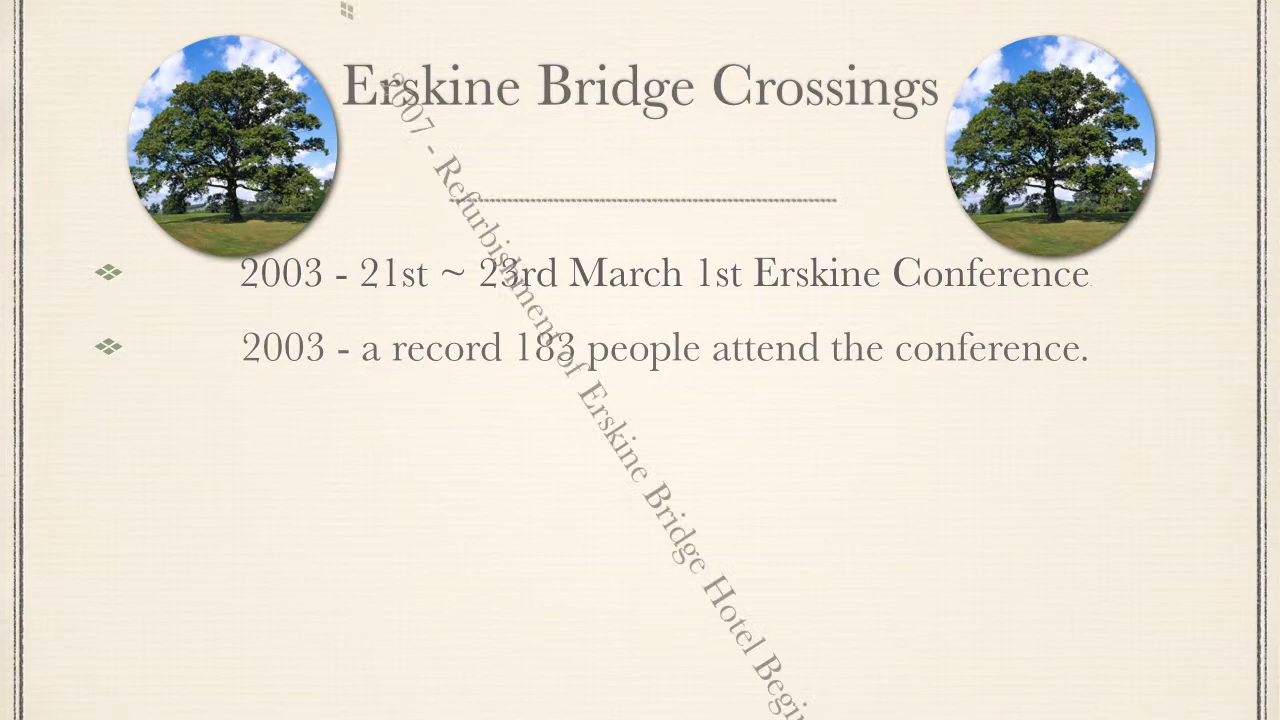 Erskine Bridge Crossings
2003 - 21st ~ 23rd March 1st Erskine Conference
2003 - a record 183 people attend the conference.
2007 - Refurbishment of Erskine Bridge Hotel